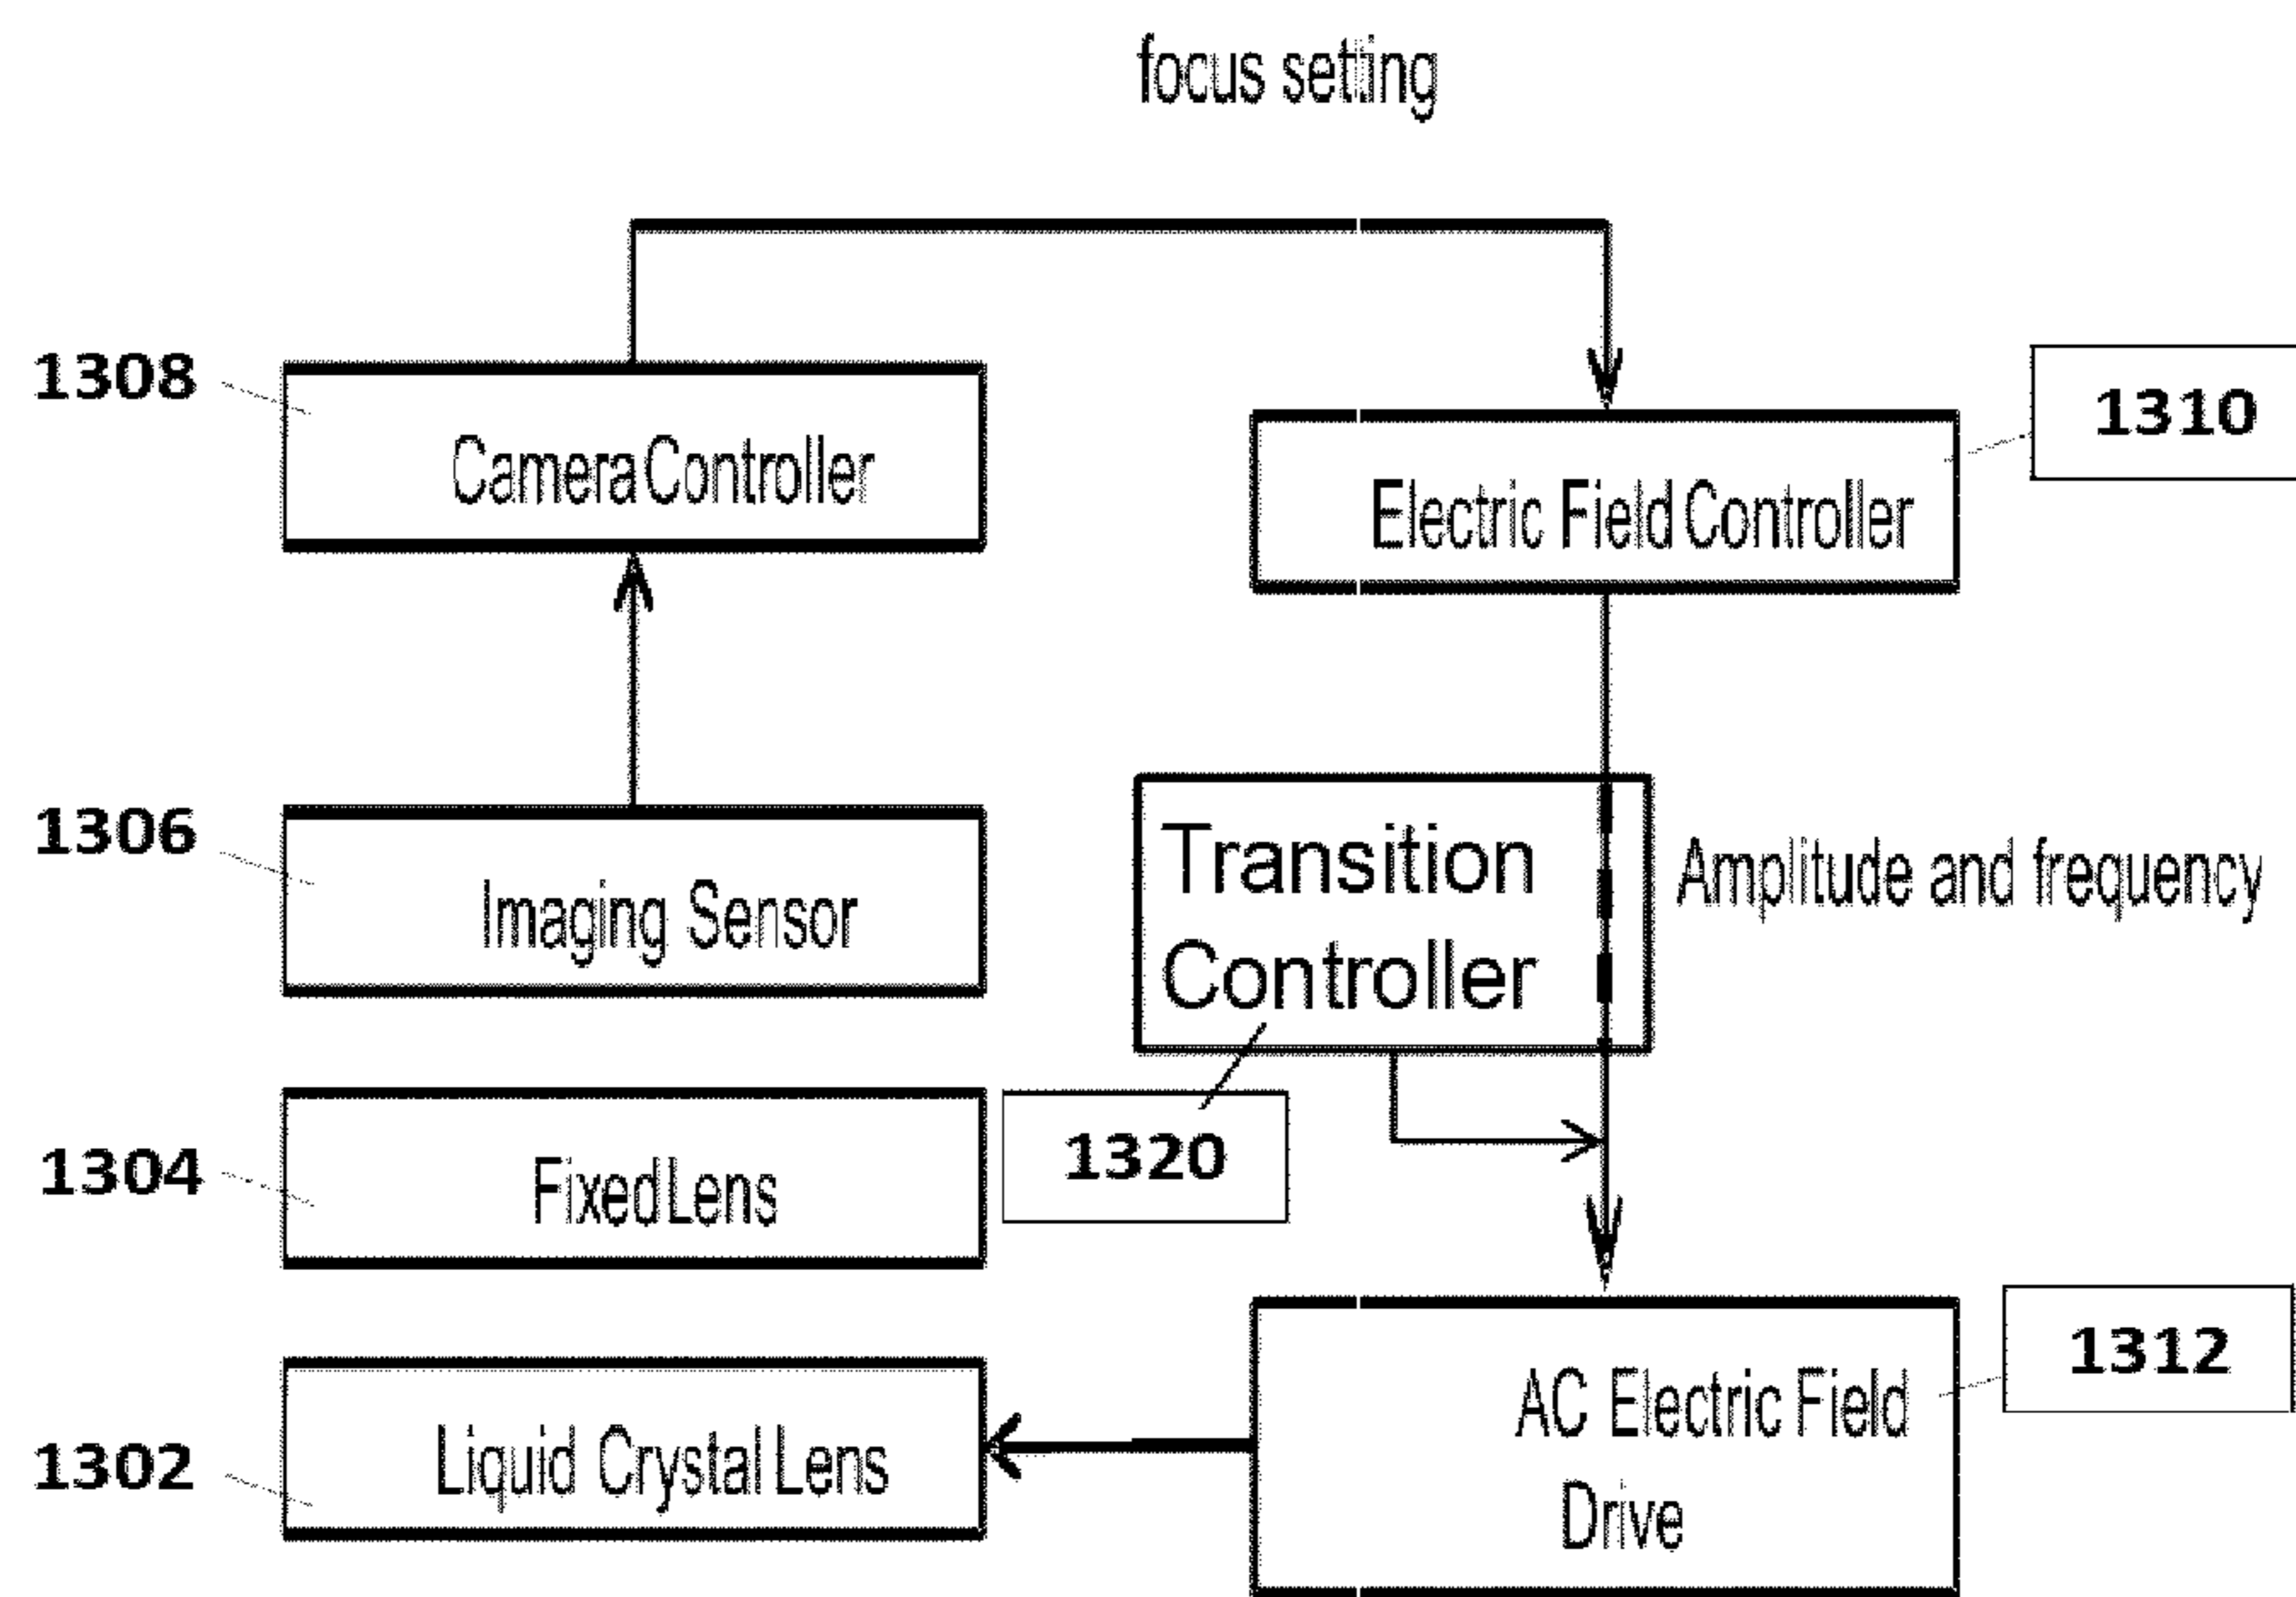 focus setting
1308
Camera Controller
1310
Electric Field Controller
1306
Imaging Sensor
Transition
Controller
Amplitude and frequency
1304
Fixed Lens
1320
1302
Liquid Crystal Lens
AC Electric Field
Drive
1312